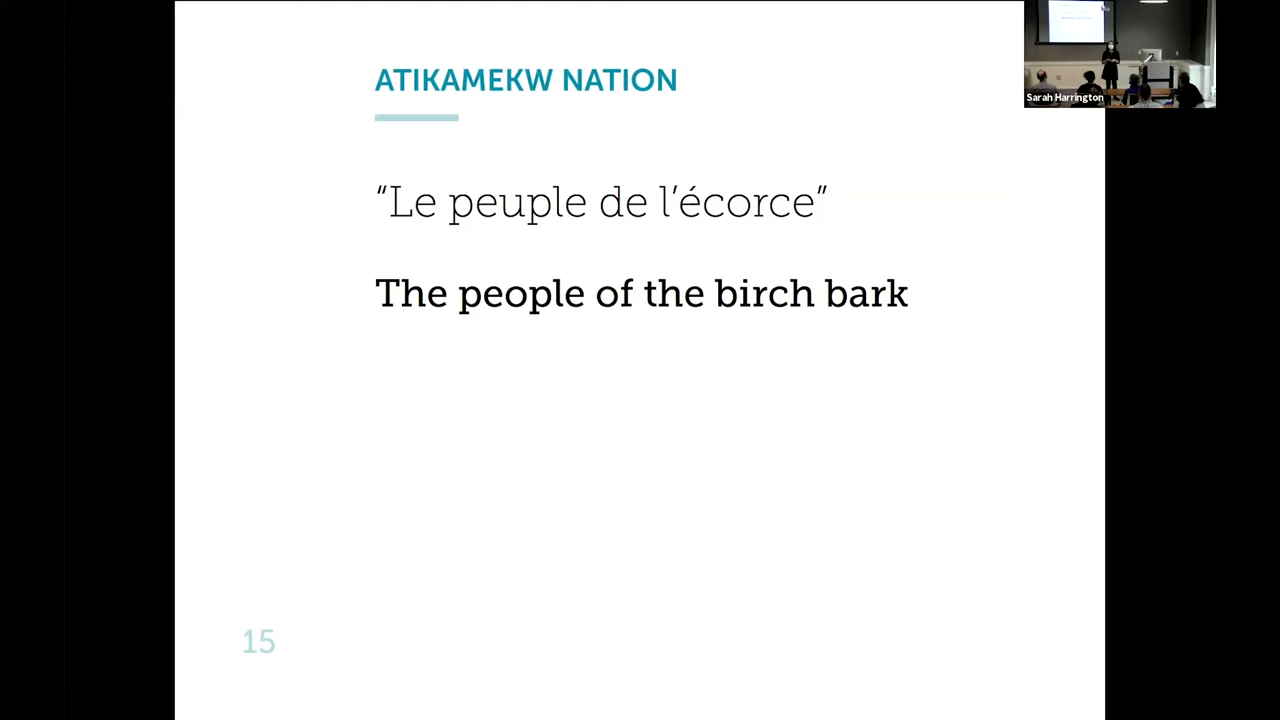 ATIKAMEKW NATION
“Le peuple de l’écorce”
The people of the birch bark
15
Sarah Harrington